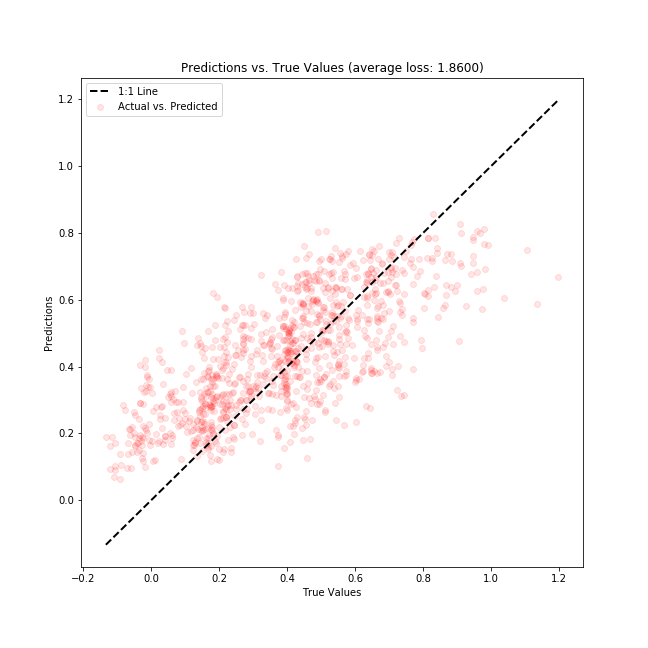 Predictions vs. True Values (average loss: 1.8600)
1:1 Line
Actual vs. Predicted
1.2
1.0
0.8
0.6
0.4
0.2
0.0
Predictions
−0.2 0.0 0.2 0.4 0.6 0.8 1.0 1.2
True Values